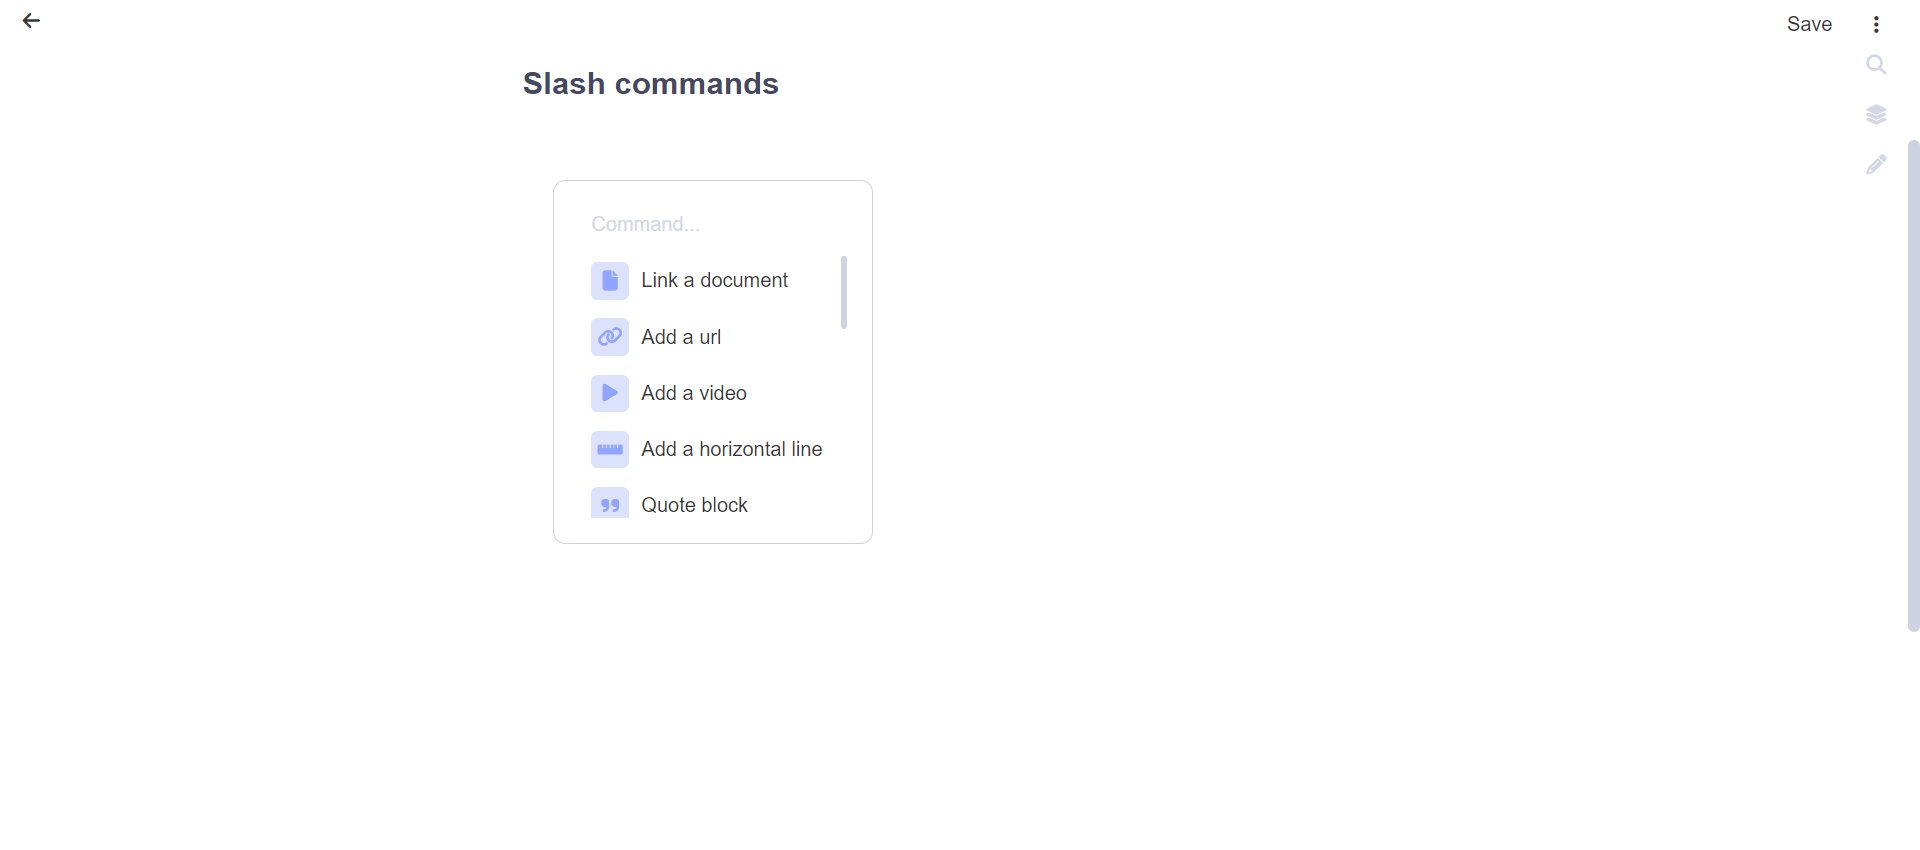 Save
Slash commands
Command...
Link a document
Add a url
Add a video
Add a horizontal line
Quote block